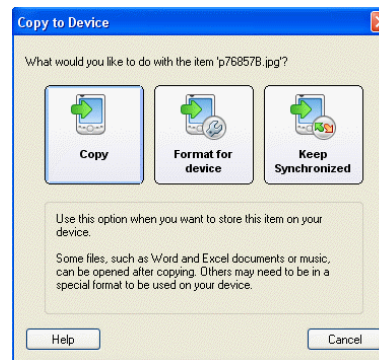 Copy to Device
What would you like to do with the item 'p76857B.jpg'?
Copy
Format for
device
Keep
Synchronized
Use this option when you want to store this item on your
device.
Some files, such as Word and Excel documents or music,
can be opened after copying. Others may need to be in a
special format to be used on your device.
Help
Cancel